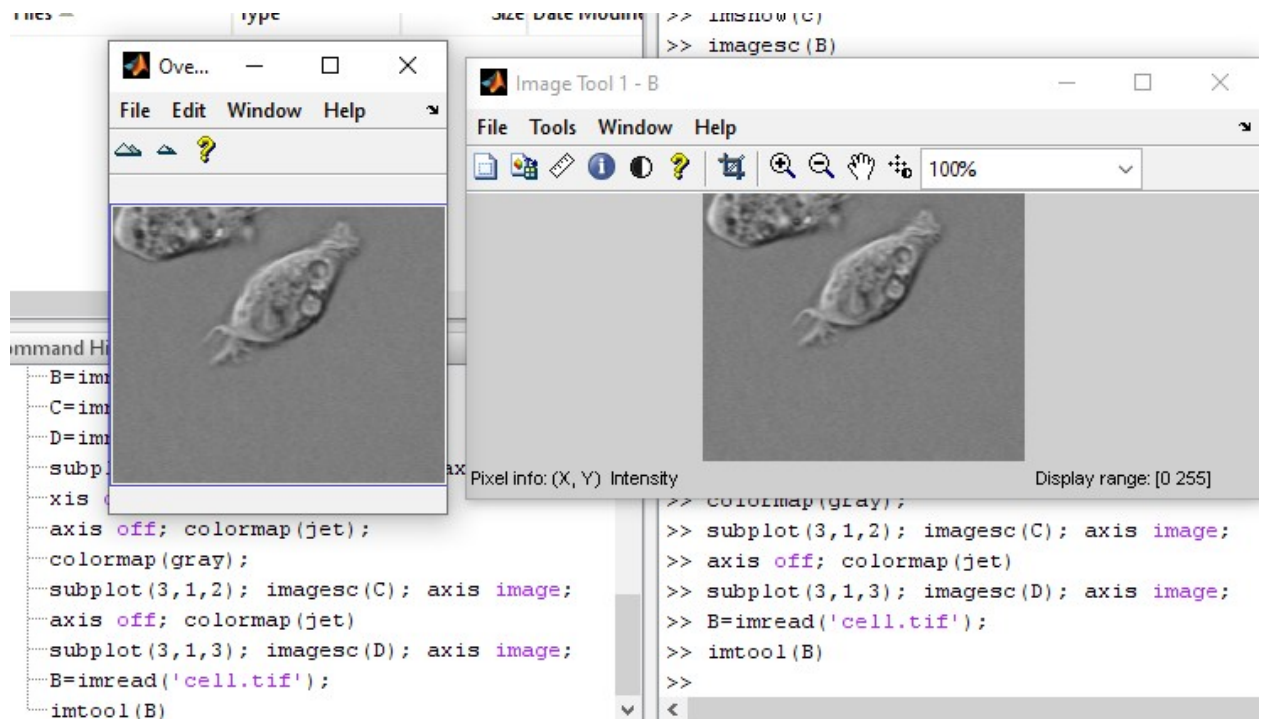 Files
Type
Size Date Modifie
>> imshow(c)
>> imagesc(B)
Ove...
File Edit Window Help
Image Tool 1 - B
File Tools Window Help
100%
Pixel info: (X, Y) Intensity
Display range: [0 255]
ommand Hi
B=imr
C=im
D=im
subp
ax
xis
axis off; colormap(jet);
colormap(gray);
subplot(3,1,2); imagesc(C); axis image;
axis off; colormap(jet)
subplot(3,1,3); imagesc(D); axis image;
B=imread('cell.tif');
imtool(B)
>> colormap(gray);
>> subplot(3,1,2); imagesc(C); axis image;
>> axis off; colormap(jet)
>> subplot(3,1,3); imagesc(D); axis image;
>> B=imread('cell.tif');
>> imtool(B)
>>